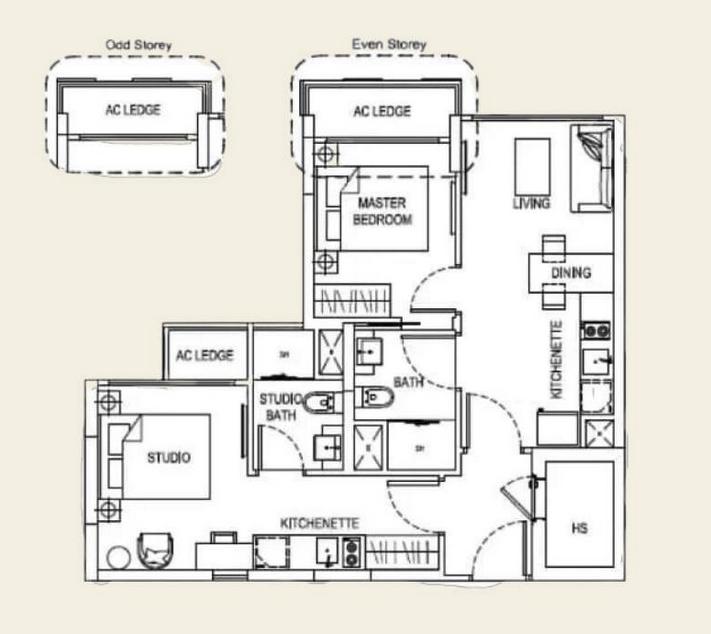 Odd Storey
Even Storey
AC LEDGE
AC LEDGE
MASTER
BEDROOM
LIVING
DINING
KITCHENETTE
AC LEDGE
SH
BATH
STUDIO
BATH
SH
STUDIO
KITCHENETTE
HS